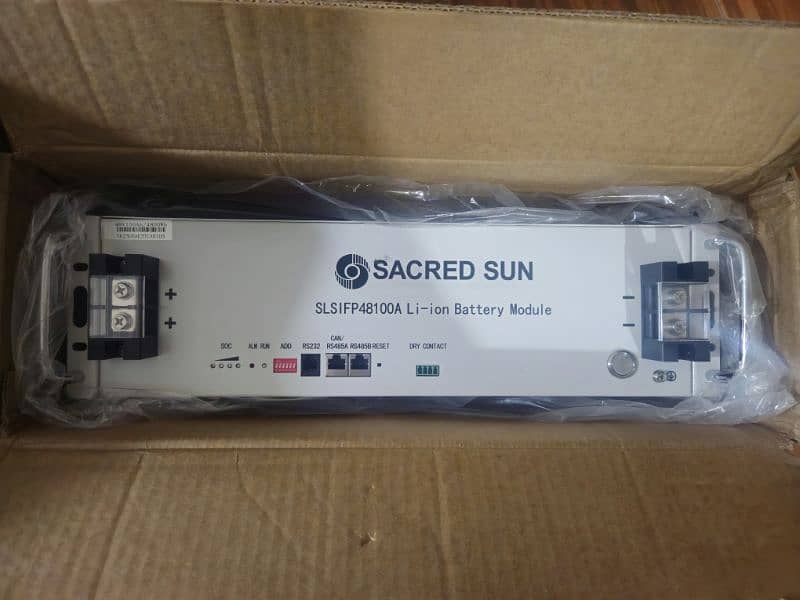 SACRED SUN
SLSIFP48100A Li-ion Battery Module
+
−
+
−
SOC
ALM RUN
ADD
RS232
CAN/
RS485A
RS485B
RESET
DRY CONTACT